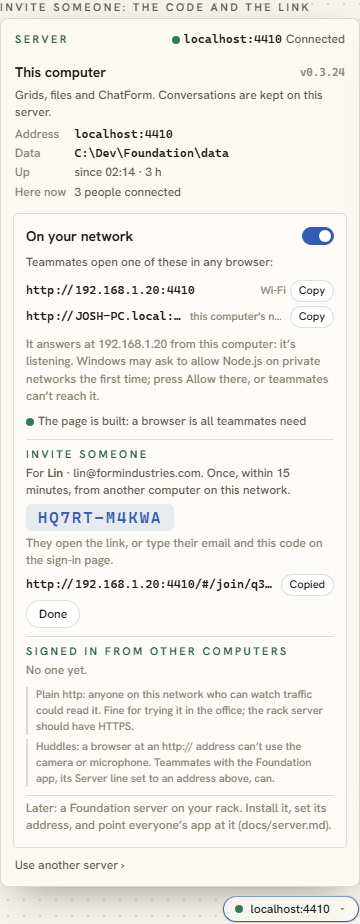 INVITE SOMEONE: THE CODE AND THE LINK
SERVER
localhost:4410 Connected
This computer
v0.3.24
Grids, files and ChatForm. Conversations are kept on this
server.
Address localhost:4410
Data C:\Dev\Foundation\data
Up since 02:14 · 3 h
Here now 3 people connected
On your network
Teammates open one of these in any browser:
http://192.168.1.20:4410 Wi-Fi Copy
http://JOSH-PC.local:… this computer's n… Copy
It answers at 192.168.1.20 from this computer: it's
listening. Windows may ask to allow Node.js on private
networks the first time; press Allow there, or teammates
can't reach it.
The page is built: a browser is all teammates need
INVITE SOMEONE
For Lin · lin@formindustries.com. Once, within 15
minutes, from another computer on this network.
HQ7RT-M4KWA
They open the link, or type their email and this code on
the sign-in page.
http://192.168.1.20:4410/#/join/q3… Copied
Done
SIGNED IN FROM OTHER COMPUTERS
No one yet.
Plain http: anyone on this network who can watch traffic
could read it. Fine for trying it in the office; the rack server
should have HTTPS.
Huddles: a browser at an http:// address can't use the
camera or microphone. Teammates with the Foundation
app, its Server line set to an address above, can.
Later: a Foundation server on your rack. Install it, set its
address, and point everyone's app at it (docs/server.md).
Use another server ›
localhost:4410 -